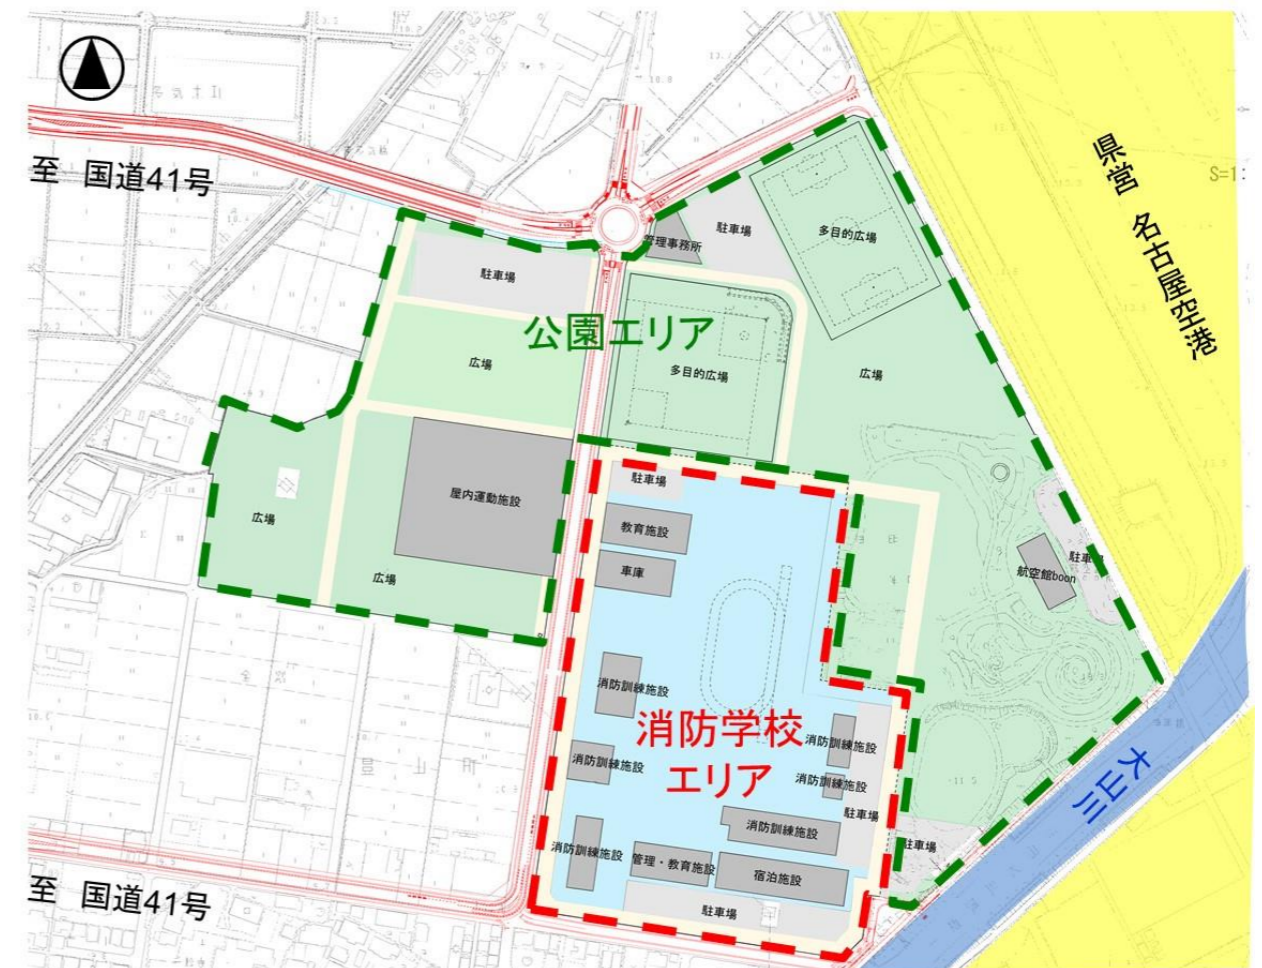 至 国道41号
県営 名古屋空港
S=1:
管理事務所
駐車場
多目的広場
駐車場
公園エリア
広場
多目的広場
広場
屋内運動施設
駐車場
広場
教育施設
車庫
駐車場
航空館boon
広場
消防訓練施設
消防学校
エリア
消防訓練施設
消防訓練施設
消防訓練施設
大山川
駐車場
消防訓練施設
消防訓練施設
管理・教育施設
宿泊施設
駐車場
駐車場
至 国道41号
豊山町